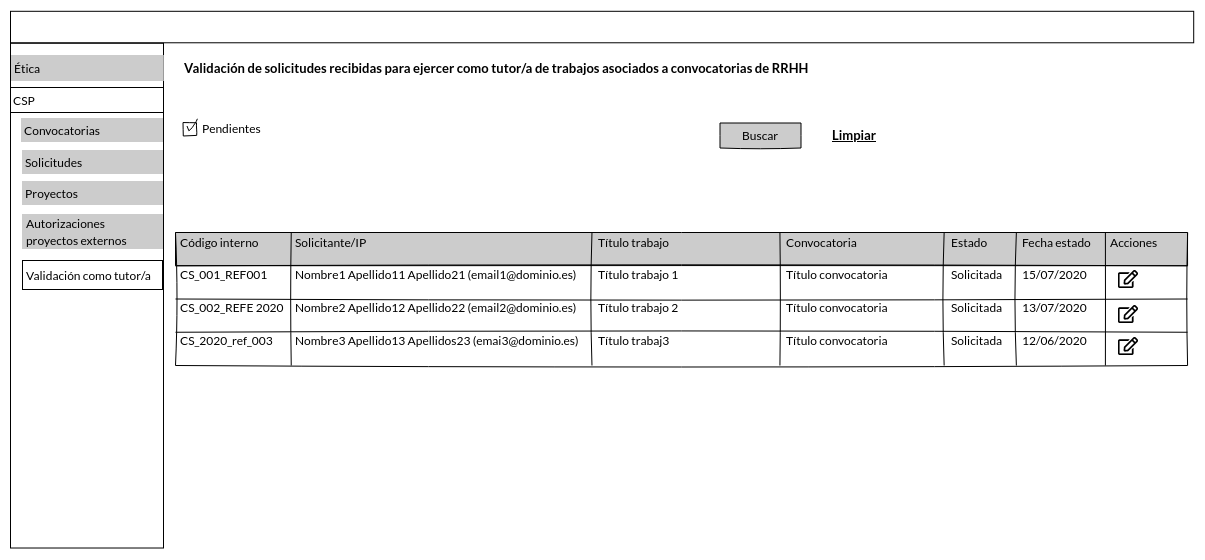 Ética
CSP
Convocatorias
Solicitudes
Proyectos
Autorizaciones
proyectos externos
Validación como tutor/a
Validación de solicitudes recibidas para ejercer como tutor/a de trabajos asociados a convocatorias de RRHH
Pendientes
Buscar
Limpiar
Código interno Solicitante/IP Título trabajo Convocatoria Estado Fecha estado Acciones
CS_001_REF001 Nombre1 Apellido11 Apellido21 (email1@dominio.es) Título trabajo 1 Título convocatoria Solicitada 15/07/2020
CS_002_REFE 2020 Nombre2 Apellido12 Apellido22 (email2@dominio.es) Título trabajo 2 Título convocatoria Solicitada 13/07/2020
CS_2020_ref_003 Nombre3 Apellido13 Apellidos23 (emai3@dominio.es) Título trabaj3 Título convocatoria Solicitada 12/06/2020